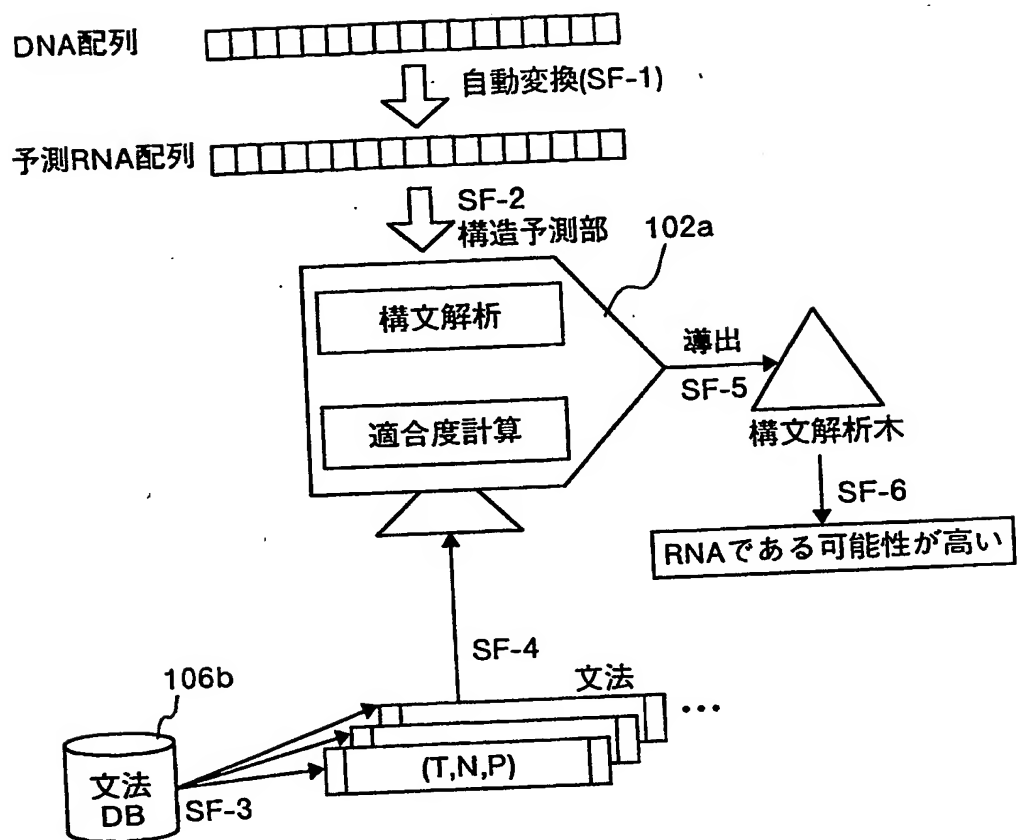 DNA配列
自動変換(SF-1)
予測RNA配列
SF-2
構造予測部
102a
構文解析
適合度計算
導出
SF-5
構文解析木
SF-6
RNAである可能性が高い
SF-4
文法
...
106b
(T,N,P)
文法
DB
SF-3